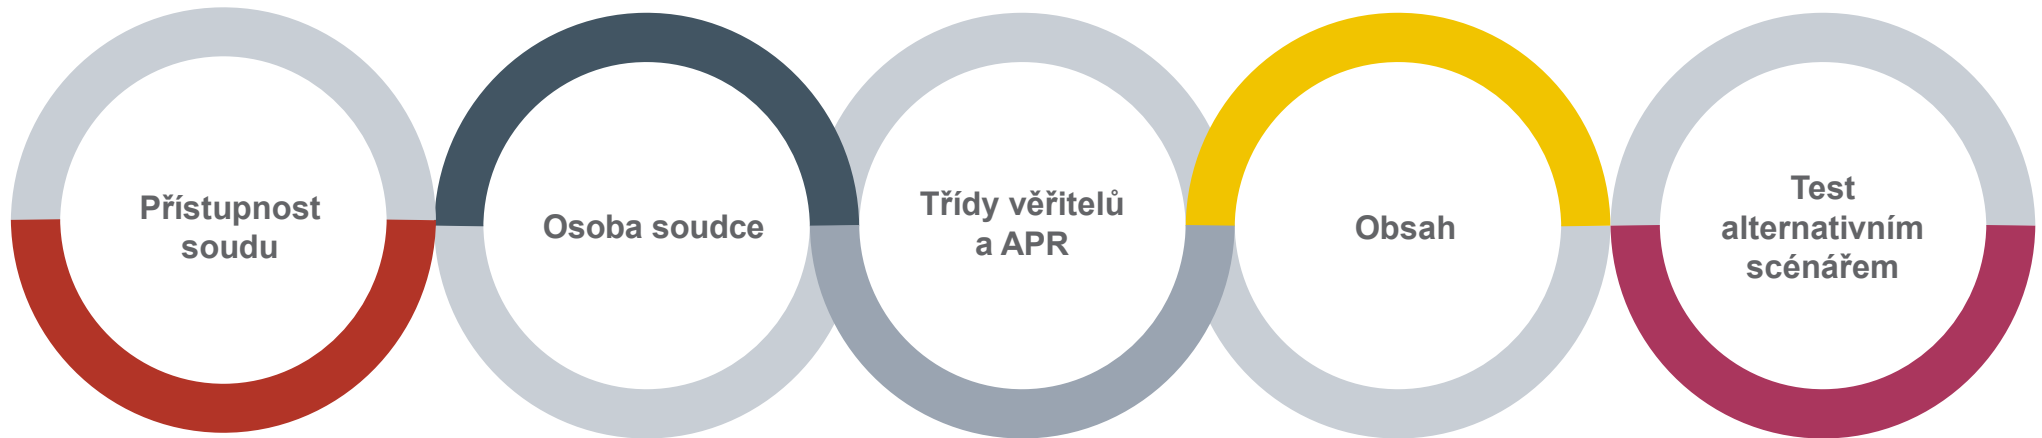 Přístupnost
soudu
Osoba soudce
Třídy věřitelů
a APR
Obsah
Test
alternativním
scénářem